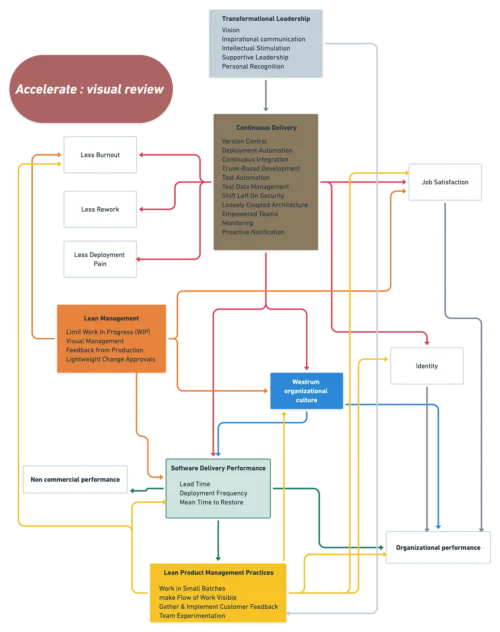 Transformational Leadership
Vision
Inspirational communication
Intellectual Stimulation
Supportive Leadership
Personal Recognition
Accelerate : visual review
Continuous Delivery
Version Control
Deployment Automation
Continuous Integration
Trunk-Based Development
Test Automation
Test Data Management
Shift Left On Security
Loosely Coupled Architecture
Empowered Teams
Monitoring
Proactive Notification
Less Burnout
Job Satisfaction
Less Rework
Less Deployment
Pain
Lean Management
Limit Work In Progress (WIP)
Visual Management
Feedback from Production
Lightweight Change Approvals
Identity
Westrum
organizational
culture
Software Delivery Performance
Lead Time
Deployment Frequency
Mean Time to Restore
Non commercial performance
Organizational performance
Lean Product Management Practices
Work in Small Batches
make Flow of Work Visible
Gather & Implement Customer Feedback
Team Experimentation